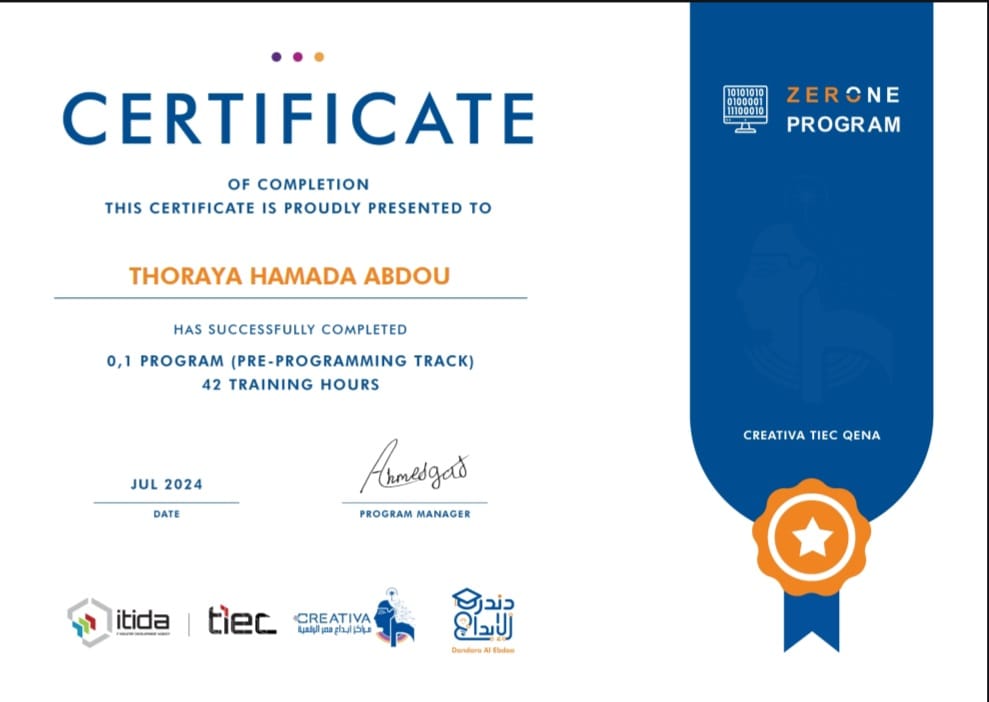 CERTIFICATE
OF COMPLETION
THIS CERTIFICATE IS PROUDLY PRESENTED TO
THORAYA HAMADA ABDOU
HAS SUCCESSFULLY COMPLETED
0,1 PROGRAM (PRE-PROGRAMMING TRACK)
42 TRAINING HOURS
JUL 2024
DATE
Ahmedgad
PROGRAM MANAGER
itida
tiec
CREATIVA
مراكز إبداع مصر الرقمية
دندرة
للإبداع
Dandara Al Ebdaa
10101010
0100001
11100010
ZERONE
PROGRAM
CREATIVA TIEC QENA